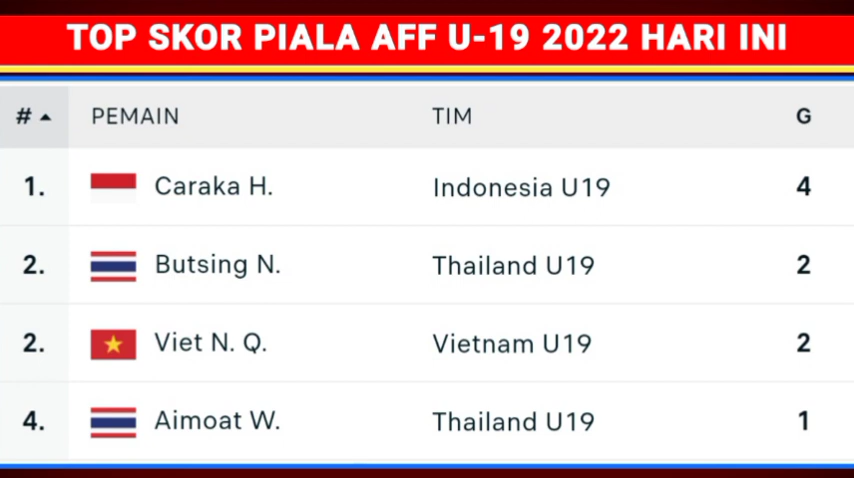 TOP SKOR PIALA AFF U-19 2022 HARI INI
# PEMAIN TIM G
1. Caraka H. Indonesia U19 4
2. Butsing N. Thailand U19 2
2. Viet N. Q. Vietnam U19 2
4. Aimoat W. Thailand U19 1